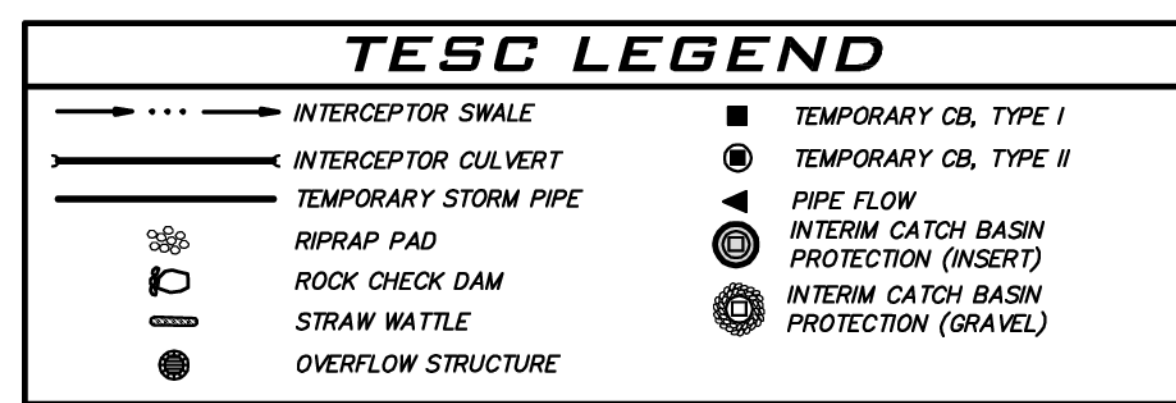 TESC LEGEND
INTERCEPTOR SWALE
INTERCEPTOR CULVERT
TEMPORARY STORM PIPE
RIPRAP PAD
ROCK CHECK DAM
STRAW WATTLE
OVERFLOW STRUCTURE
TEMPORARY CB, TYPE I
TEMPORARY CB, TYPE II
PIPE FLOW
INTERIM CATCH BASIN
PROTECTION (INSERT)
INTERIM CATCH BASIN
PROTECTION (GRAVEL)